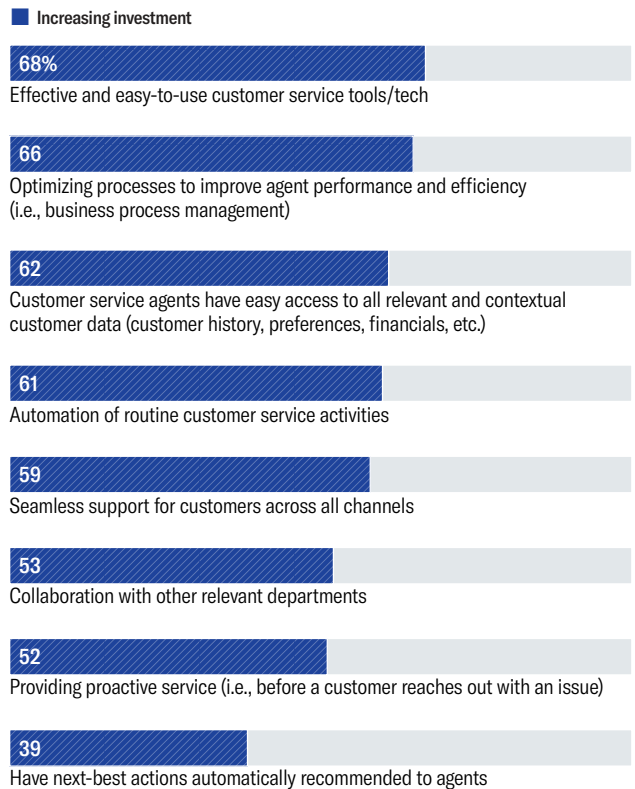 Increasing investment
68%
Effective and easy-to-use customer service tools/tech
66
Optimizing processes to improve agent performance and efficiency
(i.e., business process management)
62
Customer service agents have easy access to all relevant and contextual
customer data (customer history, preferences, financials, etc.)
61
Automation of routine customer service activities
59
Seamless support for customers across all channels
53
Collaboration with other relevant departments
52
Providing proactive service (i.e., before a customer reaches out with an issue)
39
Have next-best actions automatically recommended to agents